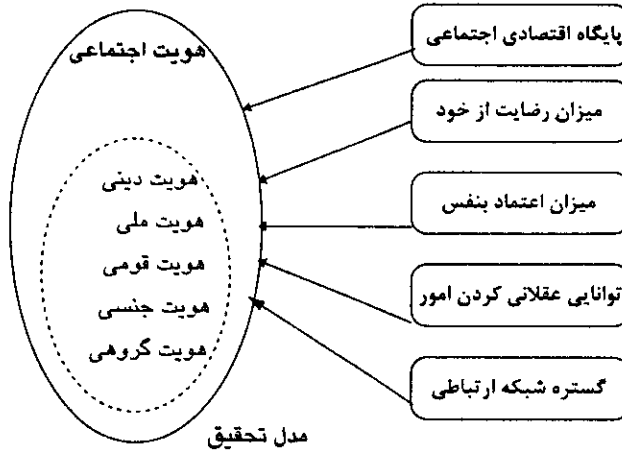 پایگاه اقتصادی اجتماعی
میزان رضایت از خود
میزان اعتماد بنفس
توانایی عقلانی کردن امور
گستره شبکه ارتباطی
هویت اجتماعی
هویت دینی
هویت ملی
هویت قومی
هویت جنسی
هویت گروهی
مدل تحقیق